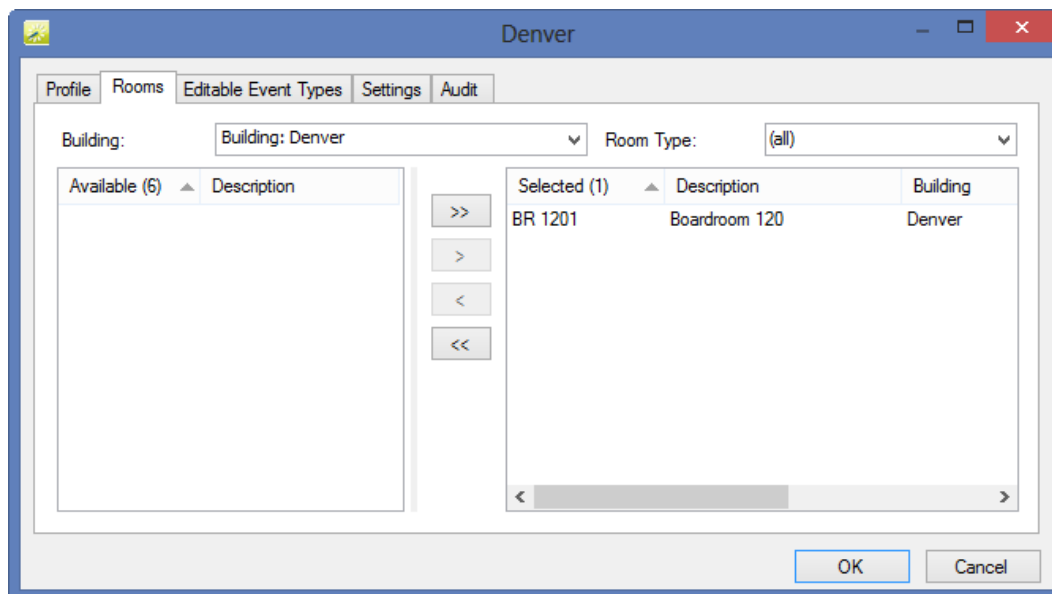 Denver
Profile Rooms Editable Event Types Settings Audit
Building: Building: Denver Room Type: (all)
Available (6) Description Selected (1) Description Building
>> BR 1201 Boardroom 120 Denver
>
<
<<
OK Cancel